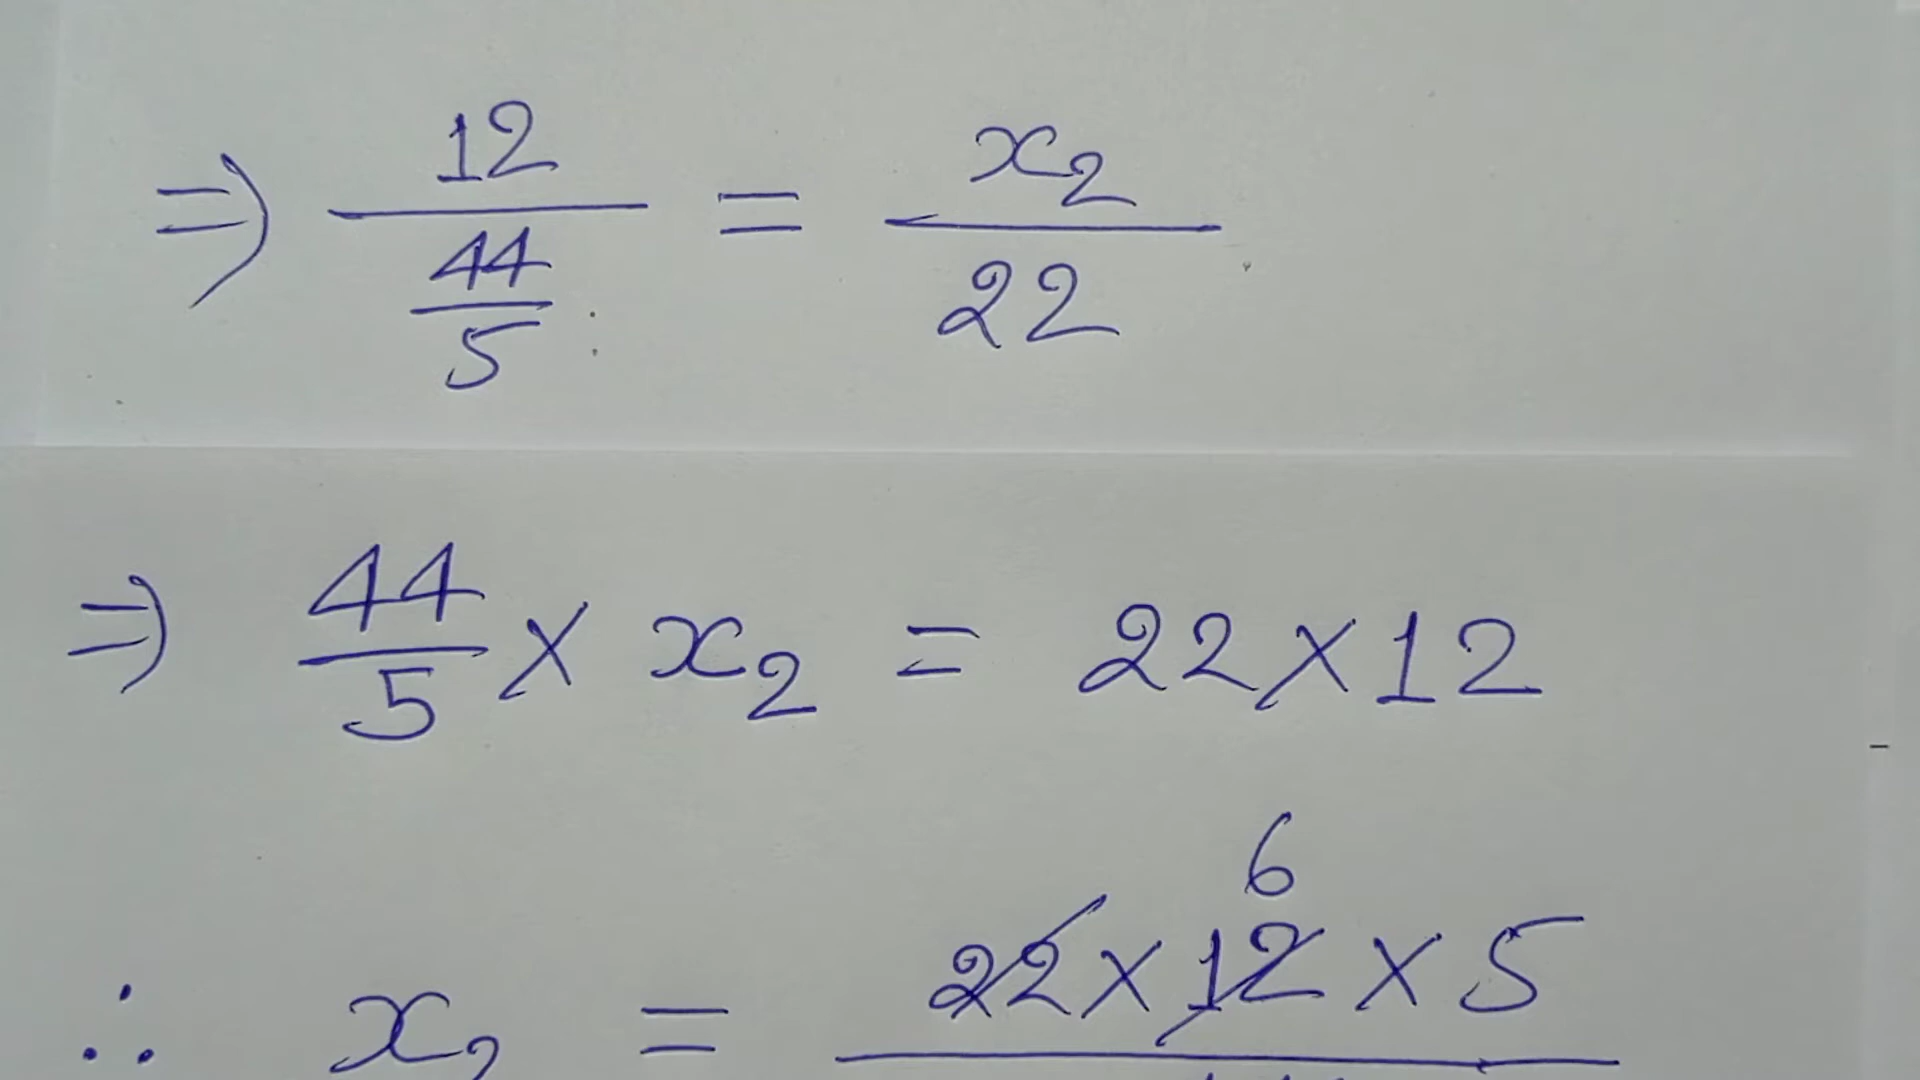 ⇒ 12 / (44/5) = x₂ / 22
⇒ 44/5 × x₂ = 22 × 12
6
∴ x₂ = 22 × 12 × 5